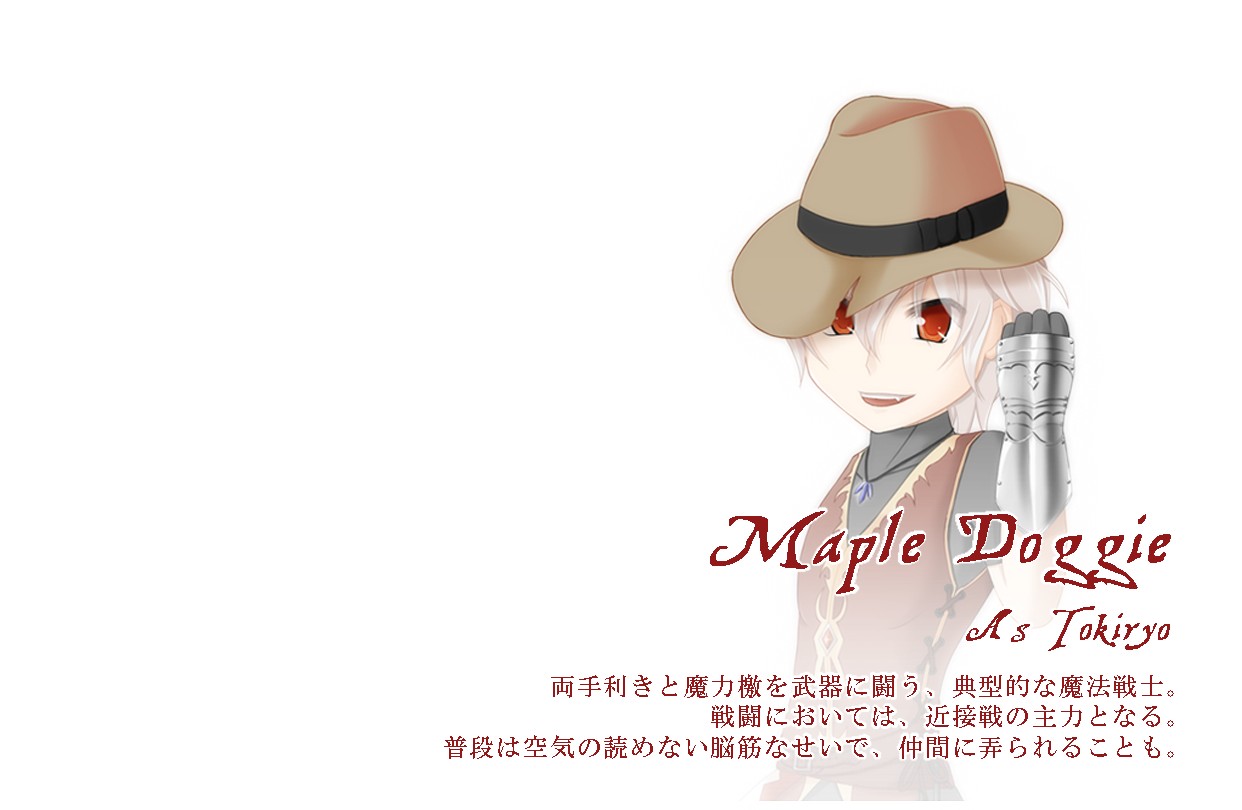 Maple Doggie
As Tokiryo
両手利きと魔力檄を武器に闘う、典型的な魔法戦士。
戦闘においては、近接戦の主力となる。
普段は空気の読めない脳筋なせいで、仲間に弄られることも。